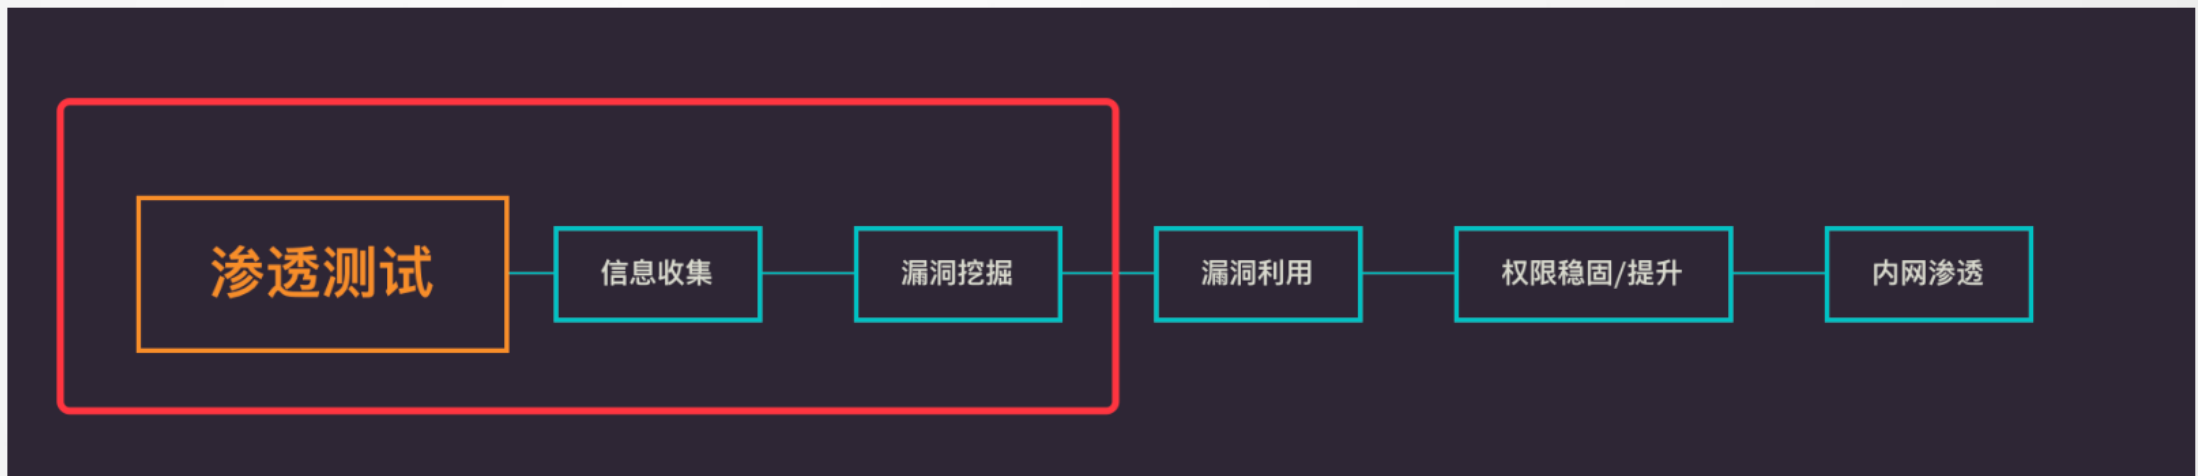 渗透测试
信息收集
漏洞挖掘
漏洞利用
权限稳固/提升
内网渗透